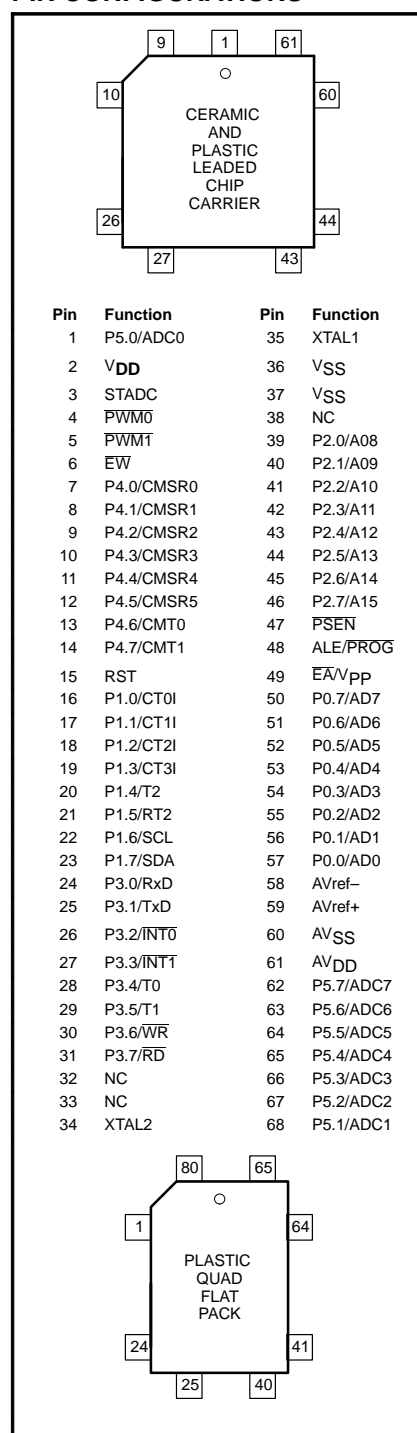 PIN CONFIGURATIONS
9 1 61
10 60
CERAMIC
AND
PLASTIC
LEADED
CHIP
CARRIER
26 44
27 43
Pin Function Pin Function
1 P5.0/ADC0 35 XTAL1
2 VDD 36 VSS
3 STADC 37 VSS
4 PWM0 38 NC
5 PWM1 39 P2.0/A08
6 EW 40 P2.1/A09
7 P4.0/CMSR0 41 P2.2/A10
8 P4.1/CMSR1 42 P2.3/A11
9 P4.2/CMSR2 43 P2.4/A12
10 P4.3/CMSR3 44 P2.5/A13
11 P4.4/CMSR4 45 P2.6/A14
12 P4.5/CMSR5 46 P2.7/A15
13 P4.6/CMT0 47 PSEN
14 P4.7/CMT1 48 ALE/PROG
15 RST 49 EA/VPP
16 P1.0/CT0I 50 P0.7/AD7
17 P1.1/CT1I 51 P0.6/AD6
18 P1.2/CT2I 52 P0.5/AD5
19 P1.3/CT3I 53 P0.4/AD4
20 P1.4/T2 54 P0.3/AD3
21 P1.5/RT2 55 P0.2/AD2
22 P1.6/SCL 56 P0.1/AD1
23 P1.7/SDA 57 P0.0/AD0
24 P3.0/RxD 58 AVref–
25 P3.1/TxD 59 AVref+
26 P3.2/INT0 60 AVSS
27 P3.3/INT1 61 AVDD
28 P3.4/T0 62 P5.7/ADC7
29 P3.5/T1 63 P5.6/ADC6
30 P3.6/WR 64 P5.5/ADC5
31 P3.7/RD 65 P5.4/ADC4
32 NC 66 P5.3/ADC3
33 NC 67 P5.2/ADC2
34 XTAL2 68 P5.1/ADC1
80 65
1 64
PLASTIC
QUAD
FLAT
PACK
24 41
25 40